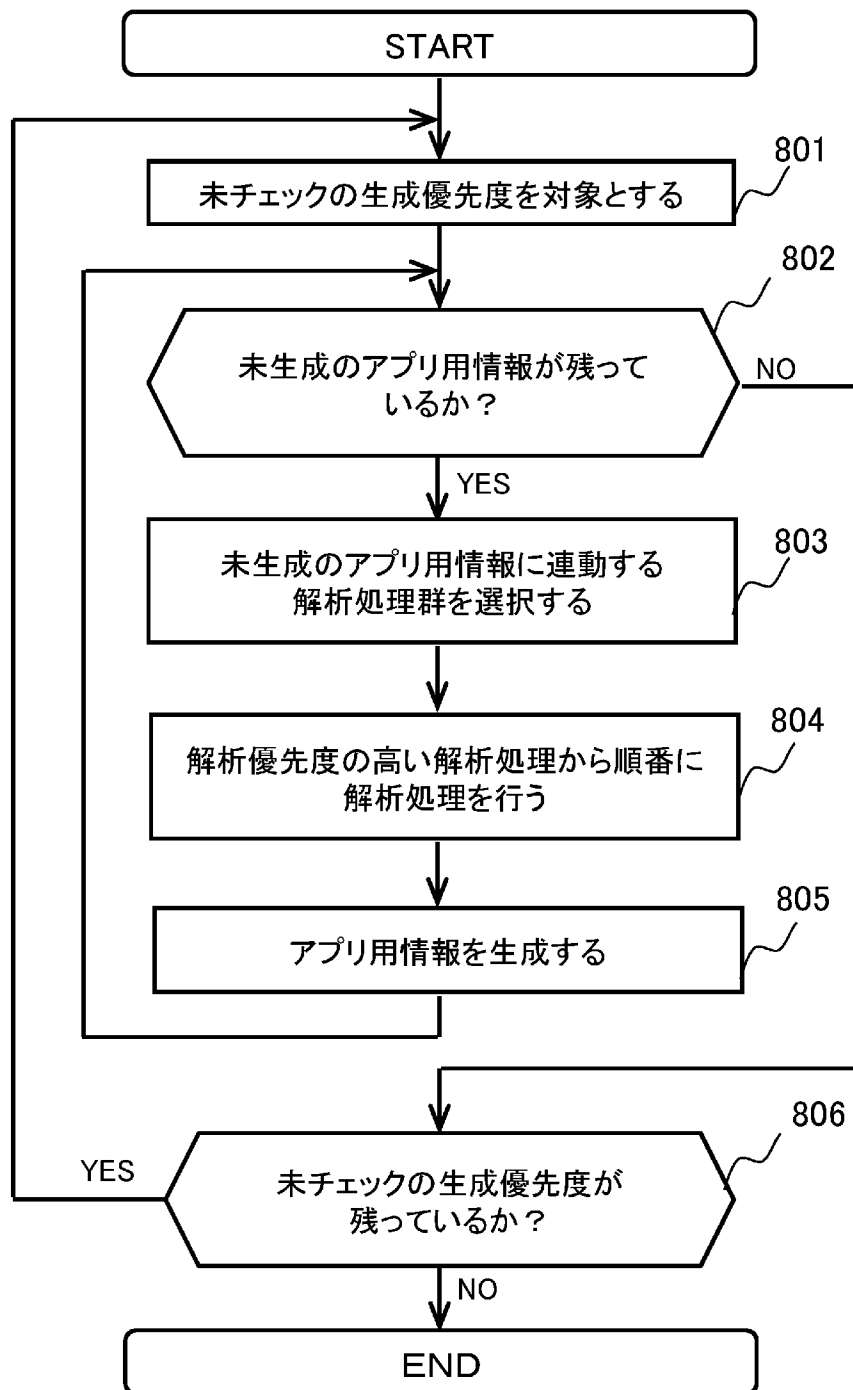 START
801
未チェックの生成優先度を対象とする
802
未生成のアプリ用情報が残って
いるか？
NO
YES
803
未生成のアプリ用情報に連動する
解析処理群を選択する
804
解析優先度の高い解析処理から順番に
解析処理を行う
805
アプリ用情報を生成する
806
YES
未チェックの生成優先度が
残っているか？
NO
END